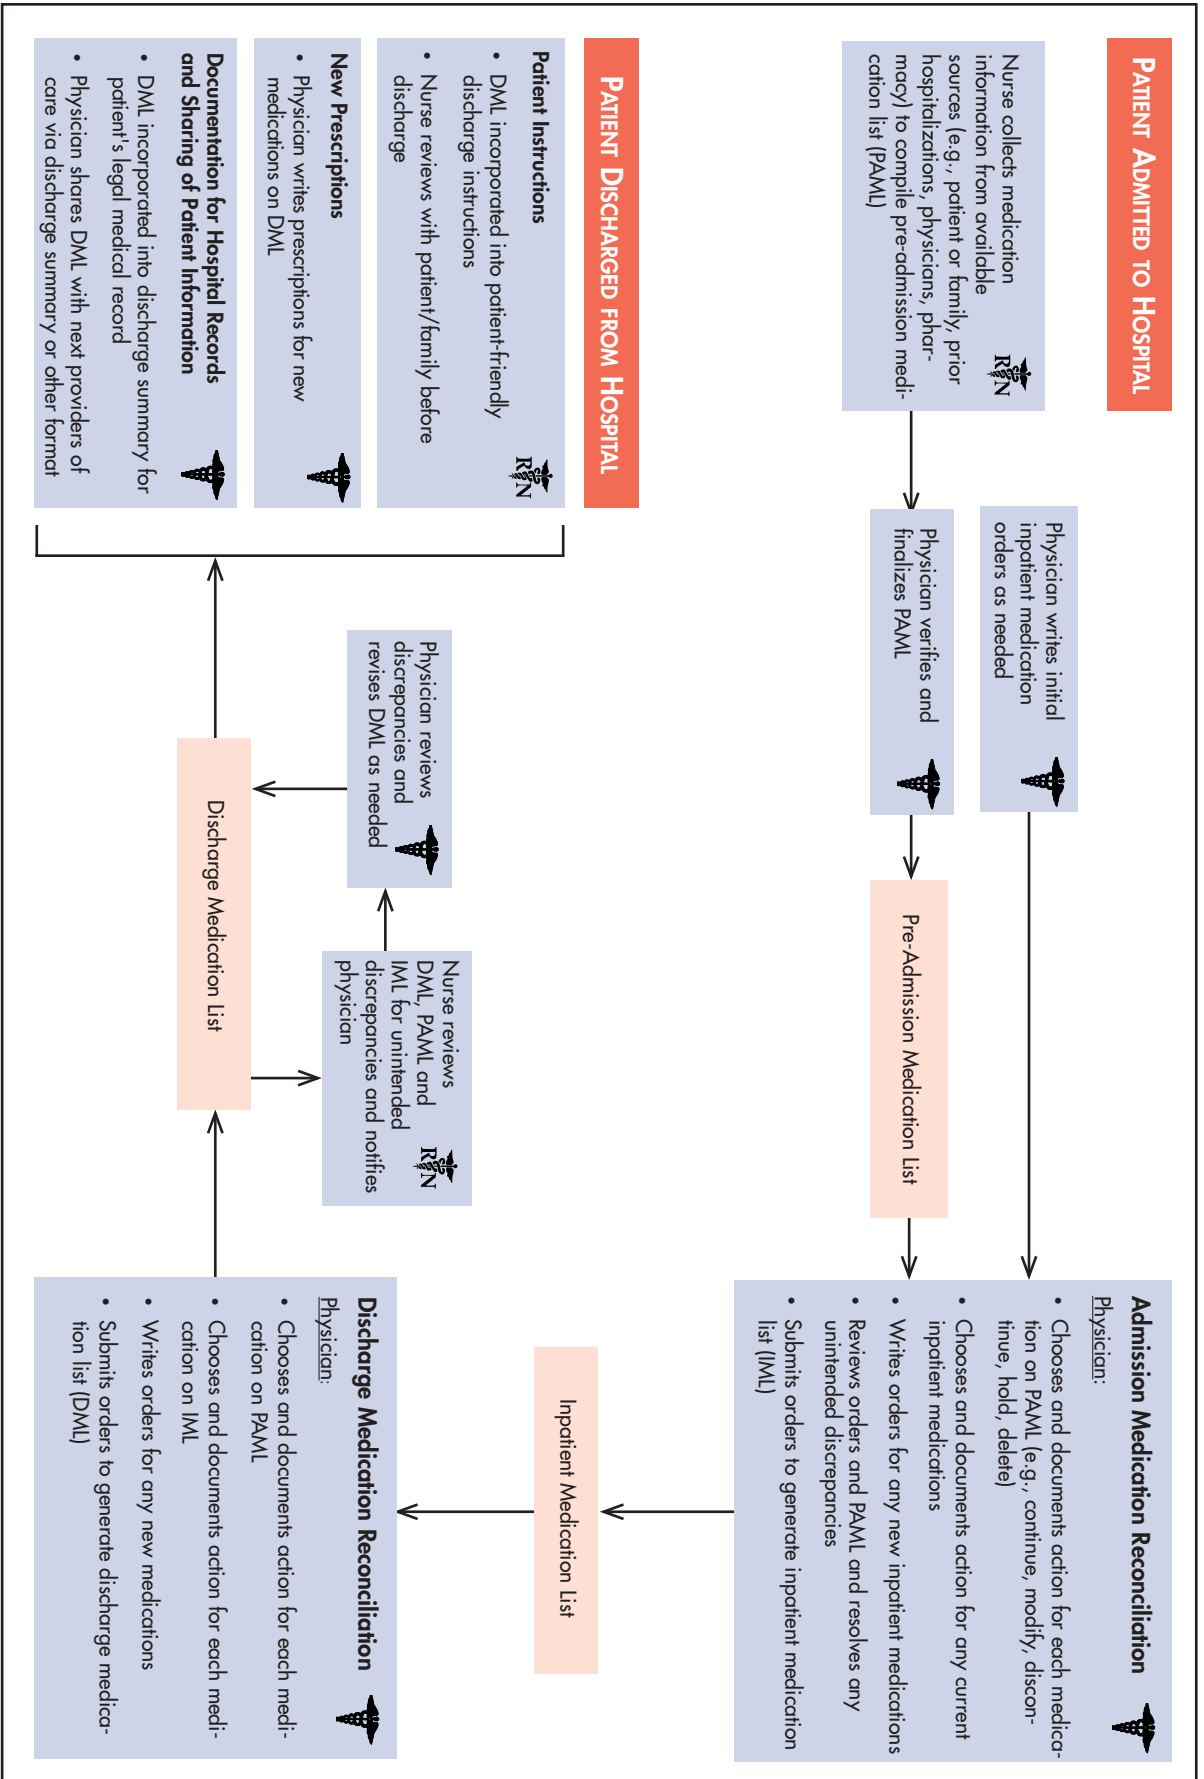 PATIENT ADMITTED TO HOSPITAL
Nurse collects medication
information from available
sources (e.g., patient or family, prior
hospitalizations, physicians, phar-
macy) to compile pre-admission medi-
cation list (PAML)
RN
Physician writes initial
inpatient medication
orders as needed
Physician verifies and
finalizes PAML
Pre-Admission Medication List
Admission Medication Reconciliation
Physician:
• Chooses and documents action for each medica-
tion on PAML (e.g., continue, modify, discon-
tinue, hold, delete)
• Chooses and documents action for any current
inpatient medications
• Writes orders for any new inpatient medications
• Reviews orders and PAML and resolves any
unintended discrepancies
• Submits orders to generate inpatient medication
list (IML)
Inpatient Medication List
Discharge Medication Reconciliation
Physician:
• Chooses and documents action for each medi-
cation on PAML
• Chooses and documents action for each medi-
cation on IML
• Writes orders for any new medications
• Submits orders to generate discharge medica-
tion list (DML)
Nurse reviews
DML, PAML and
IML for unintended
discrepancies and notifies
physician
RN
Physician reviews
discrepancies and
revises DML as needed
Discharge Medication List
PATIENT DISCHARGED FROM HOSPITAL
Patient Instructions
• DML incorporated into patient-friendly
discharge instructions
• Nurse reviews with patient/family before
discharge
RN
New Prescriptions
• Physician writes prescriptions for new
medications on DML
Documentation for Hospital Records
and Sharing of Patient Information
• DML incorporated into discharge summary for
patient's legal medical record
• Physician shares DML with next providers of
care via discharge summary or other format